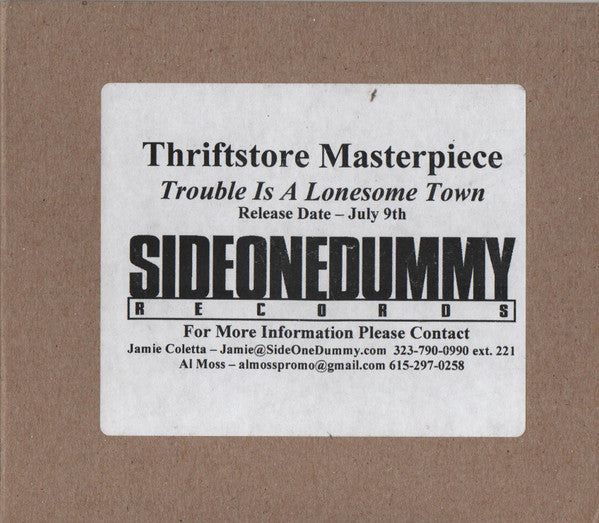 Thriftstore Masterpiece
Trouble Is A Lonesome Town
Release Date – July 9th
SIDEONEDUMMY
RECORDS
For More Information Please Contact
Jamie Coletta – Jamie@SideOneDummy.com 323-790-0990 ext. 221
Al Moss – almosspromo@gmail.com 615-297-0258